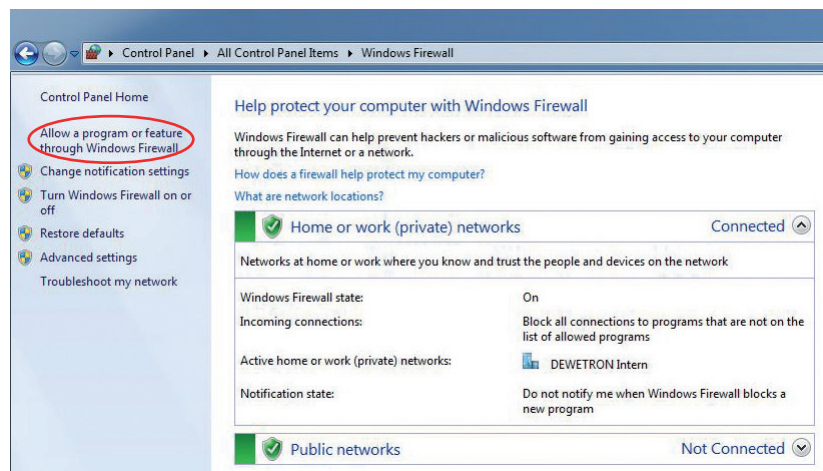 Control Panel ▸ All Control Panel Items ▸ Windows Firewall
Control Panel Home
Allow a program or feature
through Windows Firewall
Change notification settings
Turn Windows Firewall on or
off
Restore defaults
Advanced settings
Troubleshoot my network
Help protect your computer with Windows Firewall
Windows Firewall can help prevent hackers or malicious software from gaining access to your computer
through the Internet or a network.
How does a firewall help protect my computer?
What are network locations?
Home or work (private) networks Connected
Networks at home or work where you know and trust the people and devices on the network
Windows Firewall state: On
Incoming connections: Block all connections to programs that are not on the
list of allowed programs
Active home or work (private) networks: DEWETRON Intern
Notification state: Do not notify me when Windows Firewall blocks a
new program
Public networks Not Connected